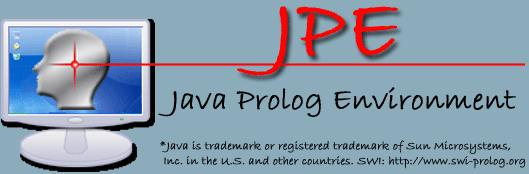 JPE
Java Prolog Environment
*Java is trademark or registered trademark of Sun Microsystems,
Inc. in the U.S. and other countries. SWI: http://www.swi-prolog.org